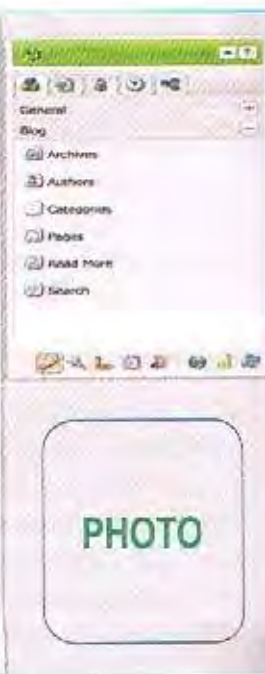 General
Blog
Archives
Authors
Categories
Pages
Read More
Search
PHOTO